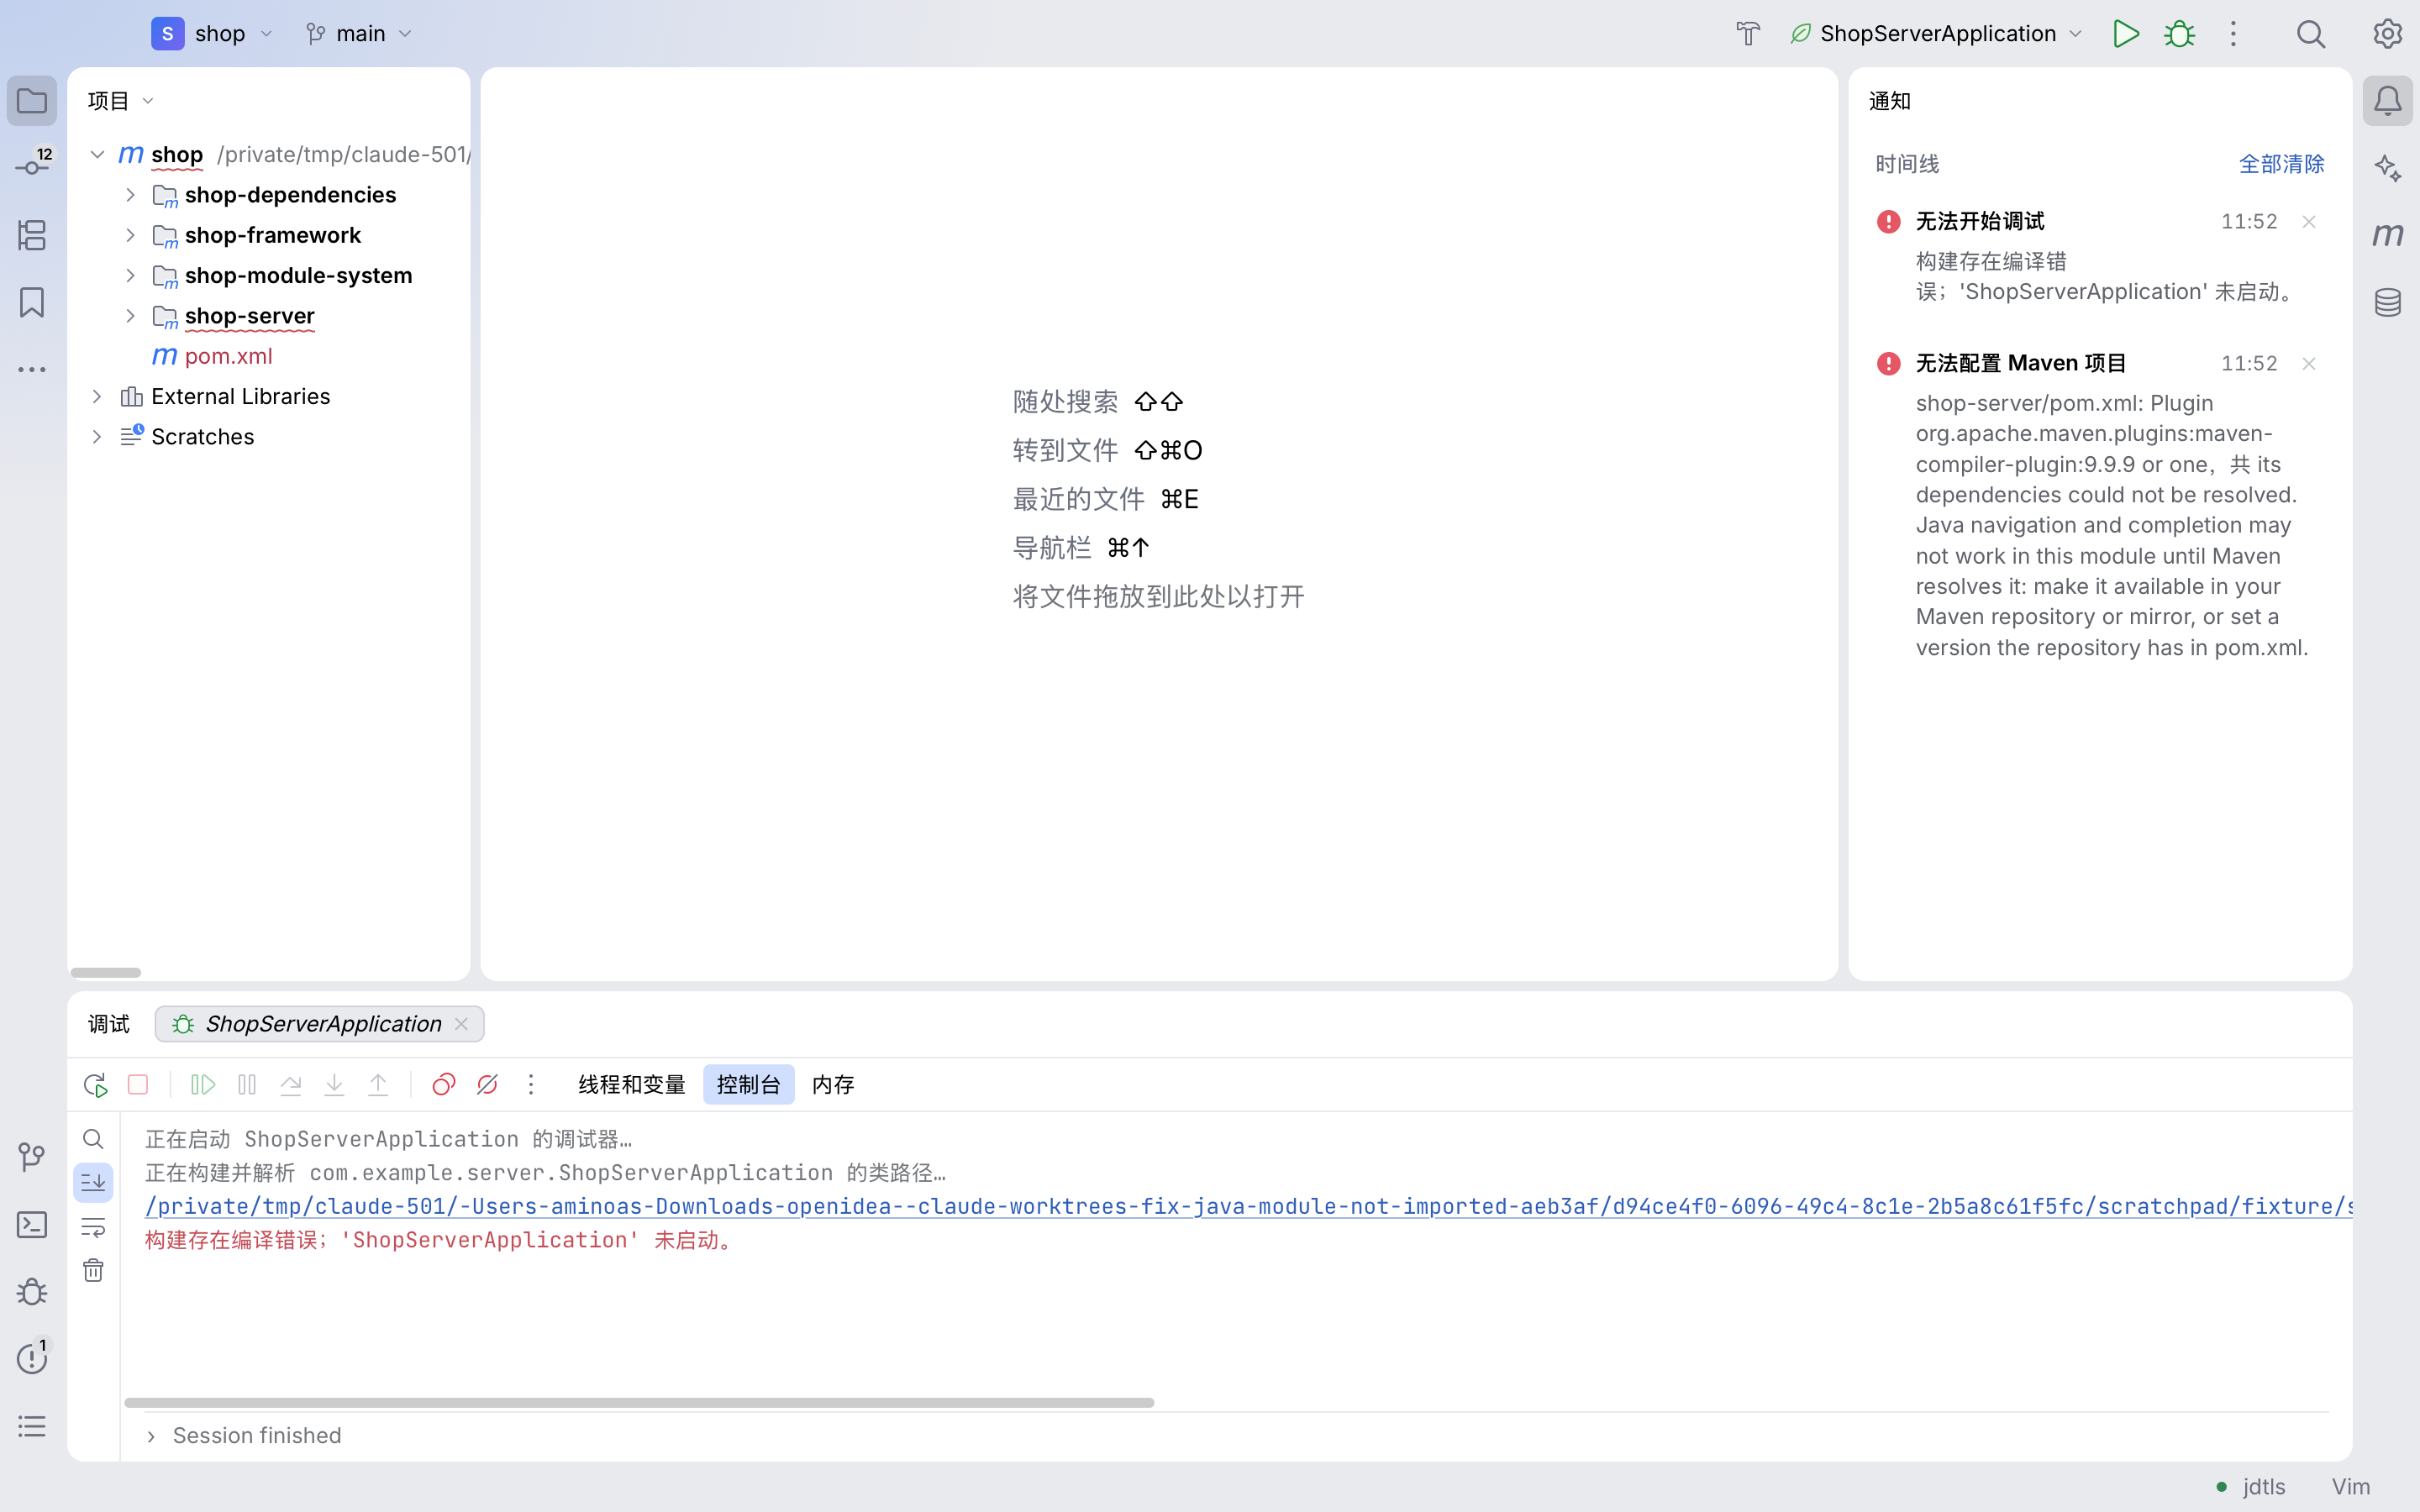 S shop main ShopServerApplication
项目
12
shop /private/tmp/claude-501/
shop-dependencies
shop-framework
shop-module-system
shop-server
pom.xml
External Libraries
Scratches
随处搜索 ⇧⇧
转到文件 ⇧⌘O
最近的文件 ⌘E
导航栏 ⌘↑
将文件拖放到此处以打开
通知
时间线 全部清除
无法开始调试 11:52
构建存在编译错
误；'ShopServerApplication' 未启动。
无法配置 Maven 项目 11:52
shop-server/pom.xml: Plugin
org.apache.maven.plugins:maven-
compiler-plugin:9.9.9 or one，共 its
dependencies could not be resolved.
Java navigation and completion may
not work in this module until Maven
resolves it: make it available in your
Maven repository or mirror, or set a
version the repository has in pom.xml.
调试 ShopServerApplication
线程和变量 控制台 内存
正在启动 ShopServerApplication 的调试器…
正在构建并解析 com.example.server.ShopServerApplication 的类路径…
/private/tmp/claude-501/-Users-aminoas-Downloads-openidea--claude-worktrees-fix-java-module-not-imported-aeb3af/d94ce4f0-6096-49c4-8c1e-2b5a8c61f5fc/scratchpad/fixture/s
构建存在编译错误；'ShopServerApplication' 未启动。
1
Session finished
jdtls Vim